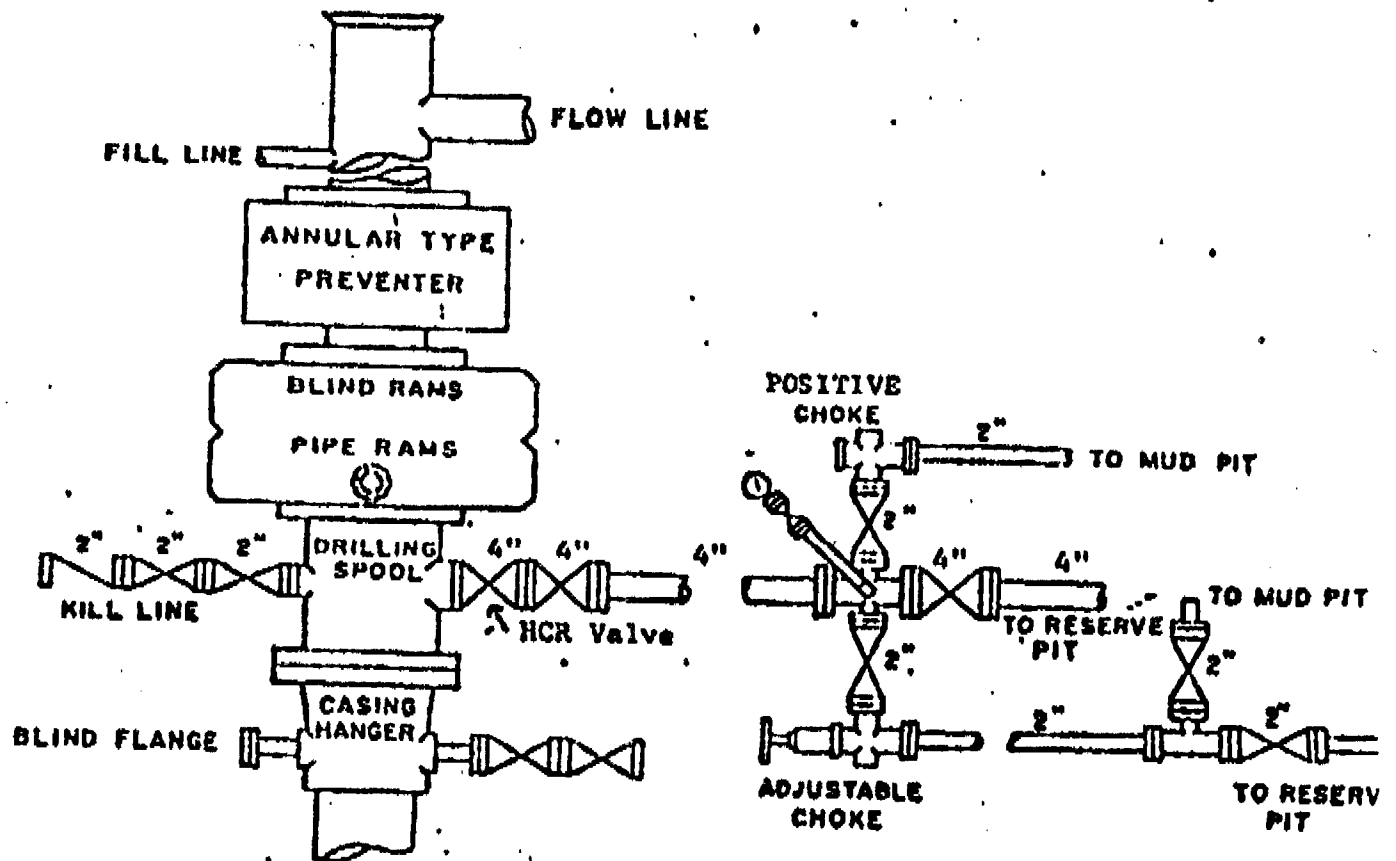 FLOW LINE
FILL LINE
ANNULAR TYPE
PREVENTER
BLIND RAMS
PIPE RAMS
DRILLING
SPOOL
2" 2" 2"
KILL LINE
4" 4" 4"
HCR Valve
CASING
HANGER
BLIND FLANGE
POSITIVE
CHOKE
2"
TO MUD PIT
2"
4" 4"
TO RESERVE
PIT
2"
ADJUSTABLE
CHOKE
TO MUD PIT
2"
2" 2"
TO RESERV
PIT